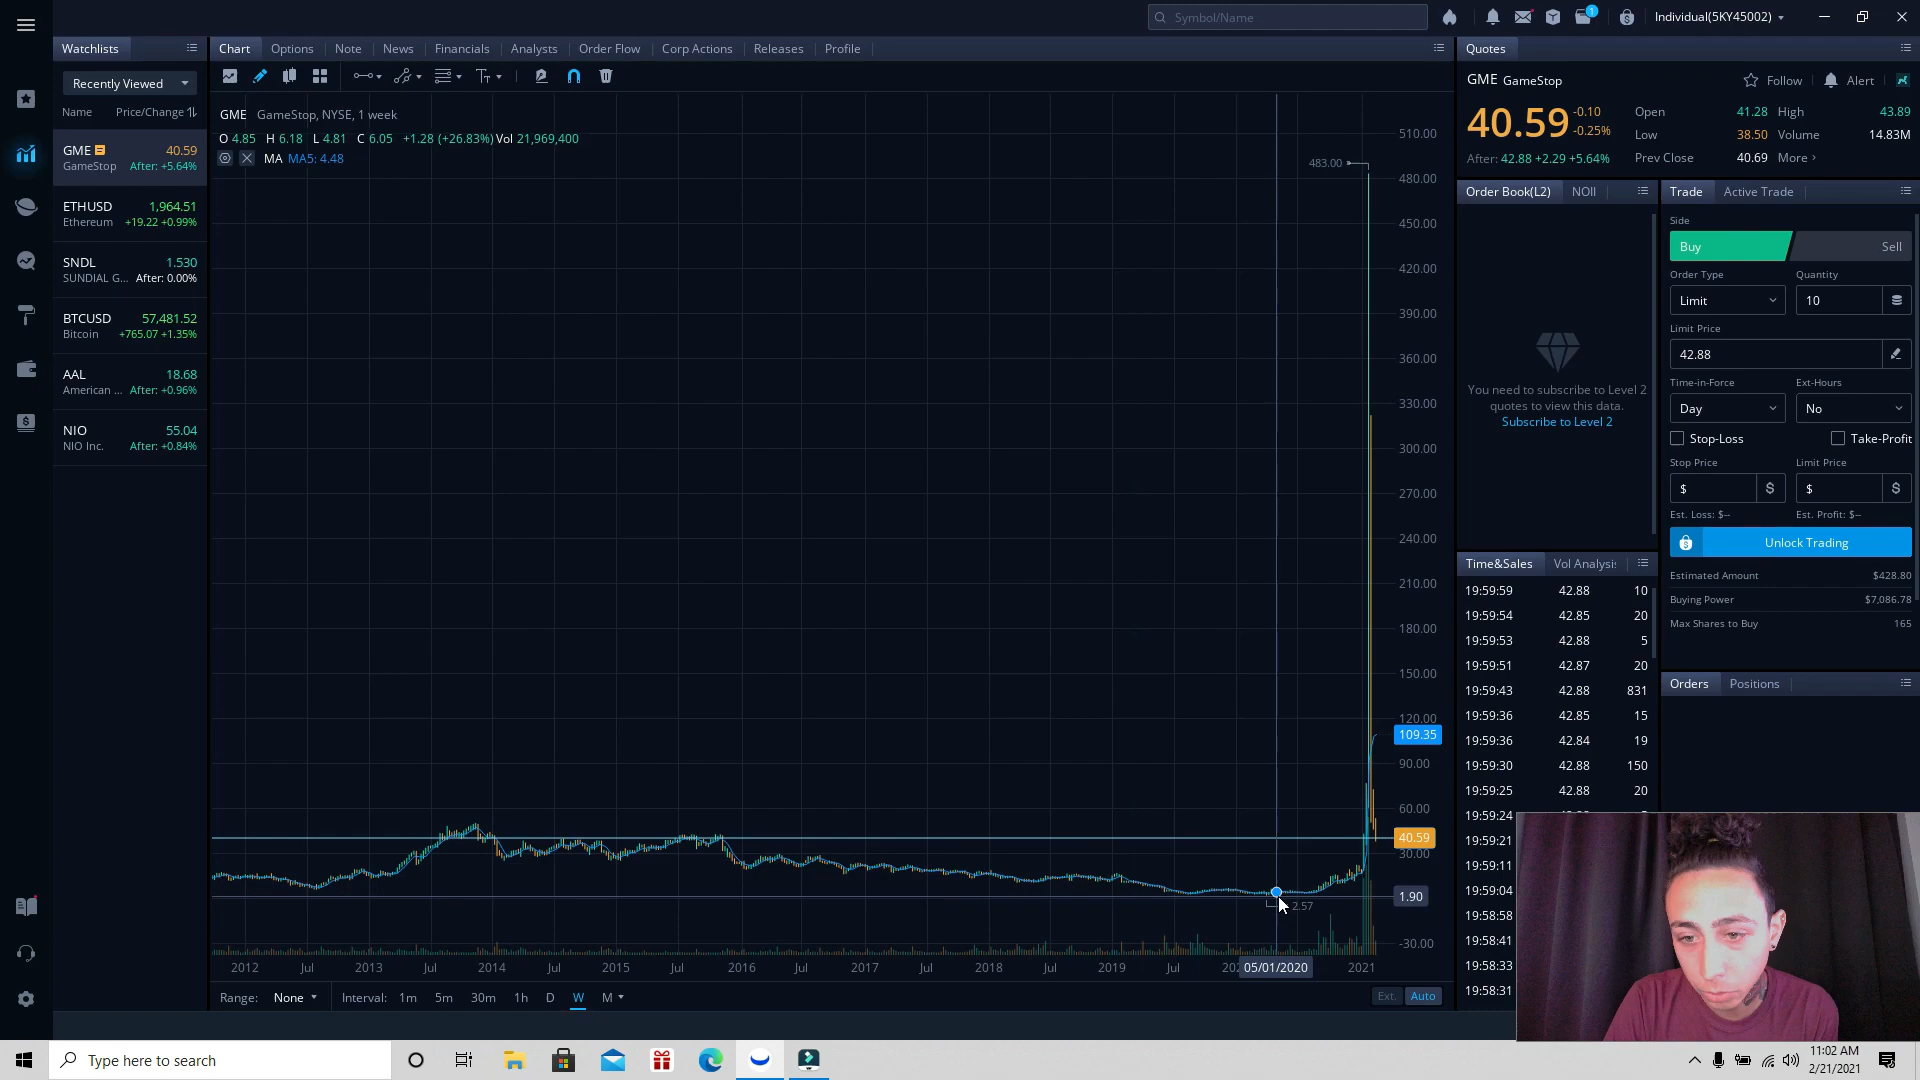 Symbol/Name
1
Individual(5KY45002)
Watchlists
Recently Viewed
Name Price/Change
GME 40.59
GameStop After: +5.64%
ETHUSD 1,964.51
Ethereum +19.22 +0.99%
SNDL 1.530
SUNDIAL G... After: 0.00%
BTCUSD 57,481.52
Bitcoin +765.07 +1.35%
AAL 18.68
American ... After: +0.96%
NIO 55.04
NIO Inc. After: +0.84%
Chart Options Note News Financials Analysts Order Flow Corp Actions Releases Profile
GME GameStop, NYSE, 1 week
O 4.85 H 6.18 L 4.81 C 6.05 +1.28 (+26.83%) Vol 21,969,400
MA MA5: 4.48
483.00
510.00
480.00
450.00
420.00
390.00
360.00
330.00
300.00
270.00
240.00
210.00
180.00
150.00
120.00
109.35
90.00
60.00
40.59
30.00
1.90
2.57
-30.00
2012 Jul 2013 Jul 2014 Jul 2015 Jul 2016 Jul 2017 Jul 2018 Jul 2019 Jul 05/01/2020 2021
Range: None Interval: 1m 5m 30m 1h D W M Ext. Auto
Quotes
GME GameStop Follow Alert
40.59 -0.10 -0.25%
After: 42.88 +2.29 +5.64%
Open 41.28 High 43.89
Low 38.50 Volume 14.83M
Prev Close 40.69 More
Order Book(L2) NOII
You need to subscribe to Level 2
quotes to view this data.
Subscribe to Level 2
Trade Active Trade
Side
Buy Sell
Order Type Quantity
Limit 10
Limit Price
42.88
Time-in-Force Ext-Hours
Day No
Stop-Loss Take-Profit
Stop Price Limit Price
$ $ $ $
Est. Loss: $-- Est. Profit: $--
Unlock Trading
Estimated Amount $428.80
Buying Power $7,086.78
Max Shares to Buy 165
Time&Sales Vol Analysis
19:59:59 42.88 10
19:59:54 42.85 20
19:59:53 42.88 5
19:59:51 42.87 20
19:59:43 42.88 831
19:59:36 42.85 15
19:59:36 42.84 19
19:59:30 42.88 150
19:59:25 42.88 20
19:59:24
19:59:21
19:59:11
19:59:04
19:58:58
19:58:41
19:58:33
19:58:31
Orders Positions
Type here to search
11:02 AM
2/21/2021